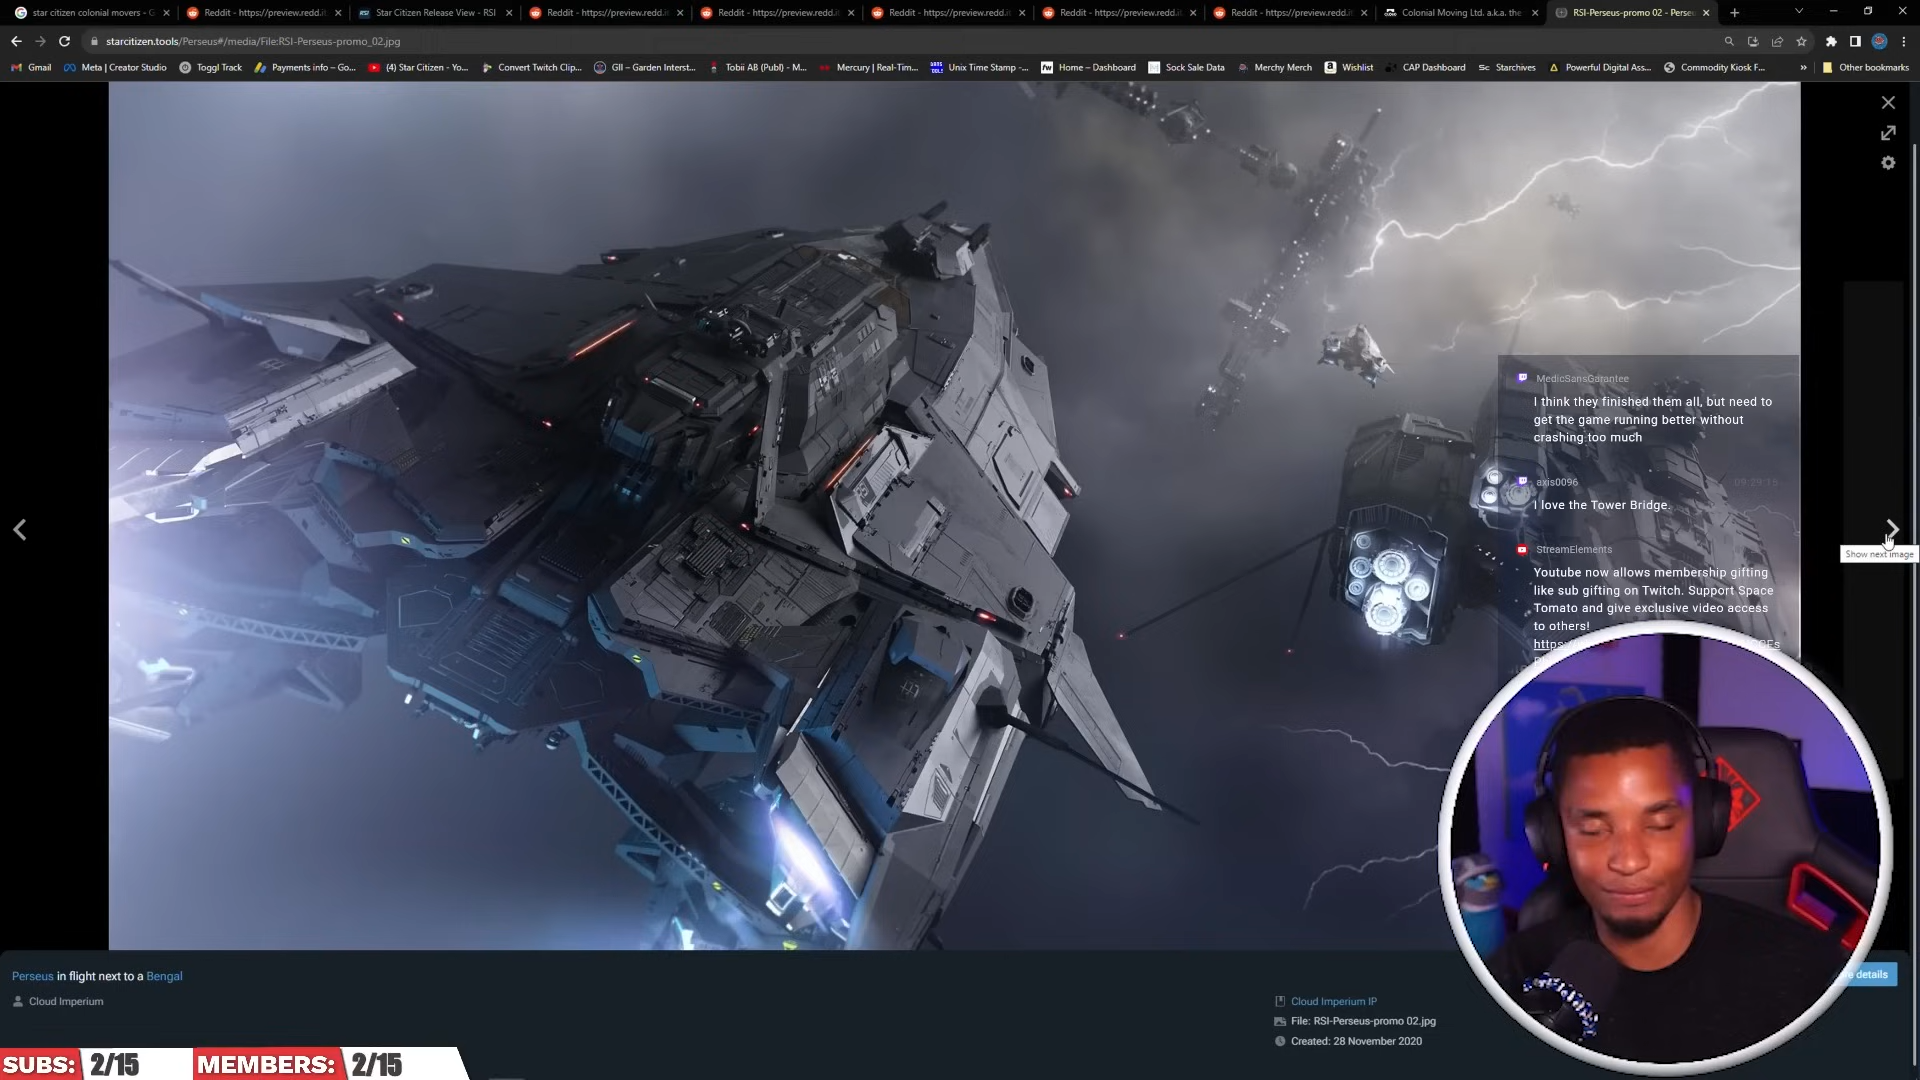 star citizen colonial movers - G
Reddit - https://preview.redd.it
Reddit - https://preview.redd.it
Star Citizen Release View - RSI
Reddit - https://preview.redd.it
Reddit - https://preview.redd.it
Reddit - https://preview.redd.it
Reddit - https://preview.redd.it
Reddit - https://preview.redd.it
Colonial Moving Ltd. a.k.a. the
RSI-Perseus-promo 02 - Perse
starcitizen.tools/Perseus#/media/File:RSI-Perseus-promo_02.jpg
Gmail
Meta | Creator Studio
Toggl Track
Payments info – Go...
(4) Star Citizen - Yo...
Convert Twitch Clip...
GII – Garden Interst...
Tobii AB (Publ) - M...
Mercury | Real-Tim...
Unix Time Stamp -...
Home – Dashboard
Sock Sale Data
Merchy Merch
Wishlist
CAP Dashboard
Starchives
Powerful Digital Ass...
Commodity Kiosk F...
Other bookmarks
MedicSansGarantee
I think they finished them all, but need to
get the game running better without
crashing too much
axis0096
09:29:15
I love the Tower Bridge.
Show next image
StreamElements
Youtube now allows membership gifting
like sub gifting on Twitch. Support Space
Tomato and give exclusive video access
to others!
Perseus in flight next to a Bengal
details
Cloud Imperium
Cloud Imperium IP
File: RSI-Perseus-promo 02.jpg
Created: 28 November 2020
SUBS: 2/15
MEMBERS: 2/15